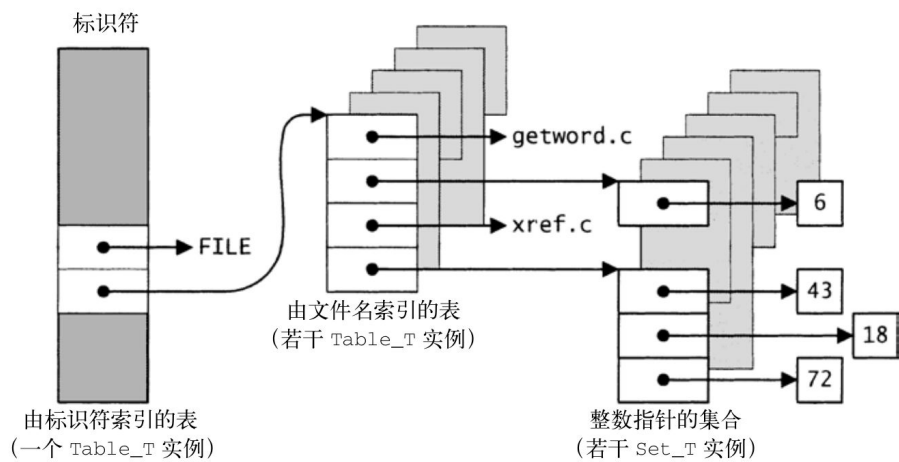 标识符
getword.c
6
FILE
xref.c
43
18
72
由文件名索引的表
(若干 Table_T 实例)
由标识符索引的表
(一个 Table_T 实例)
整数指针的集合
(若干 Set_T 实例)